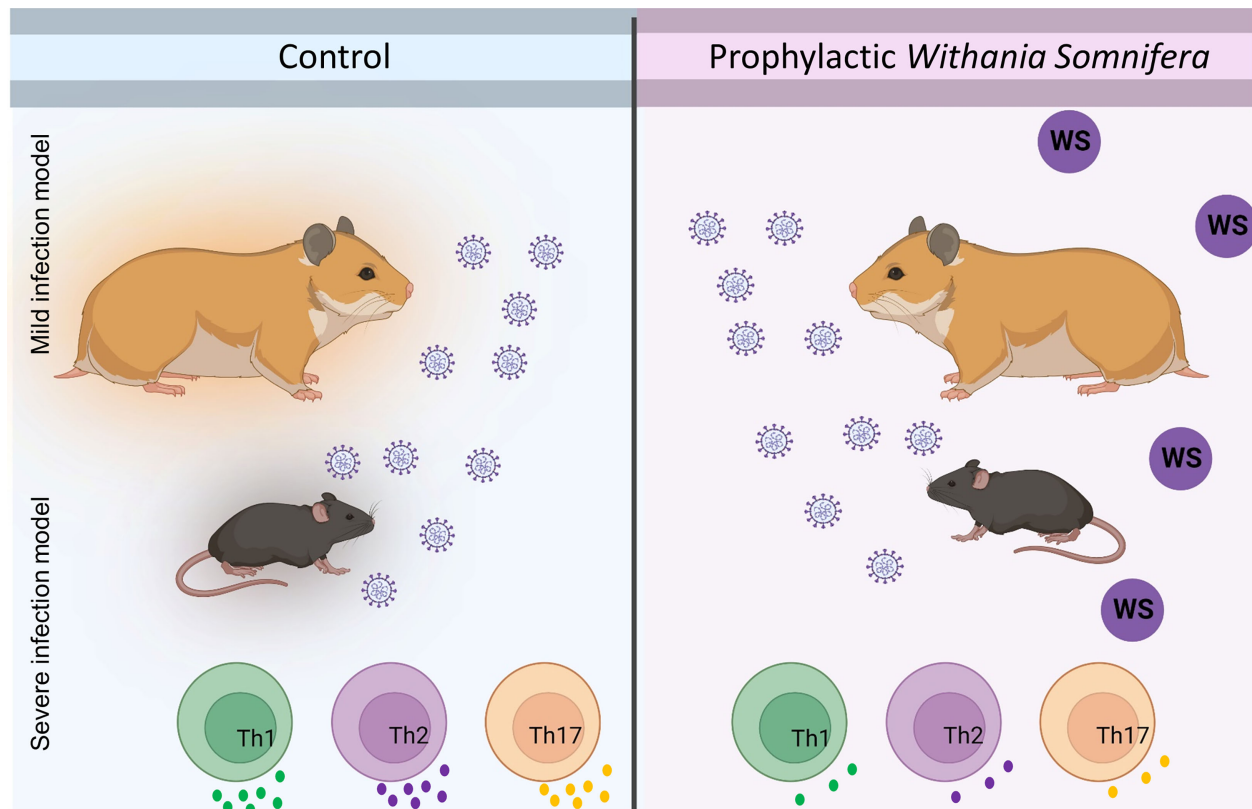 Control
Prophylactic Withania Somnifera
Mild infection model
WS
WS
Severe infection model
WS
WS
Th1
Th2
Th17
Th1
Th2
Th17